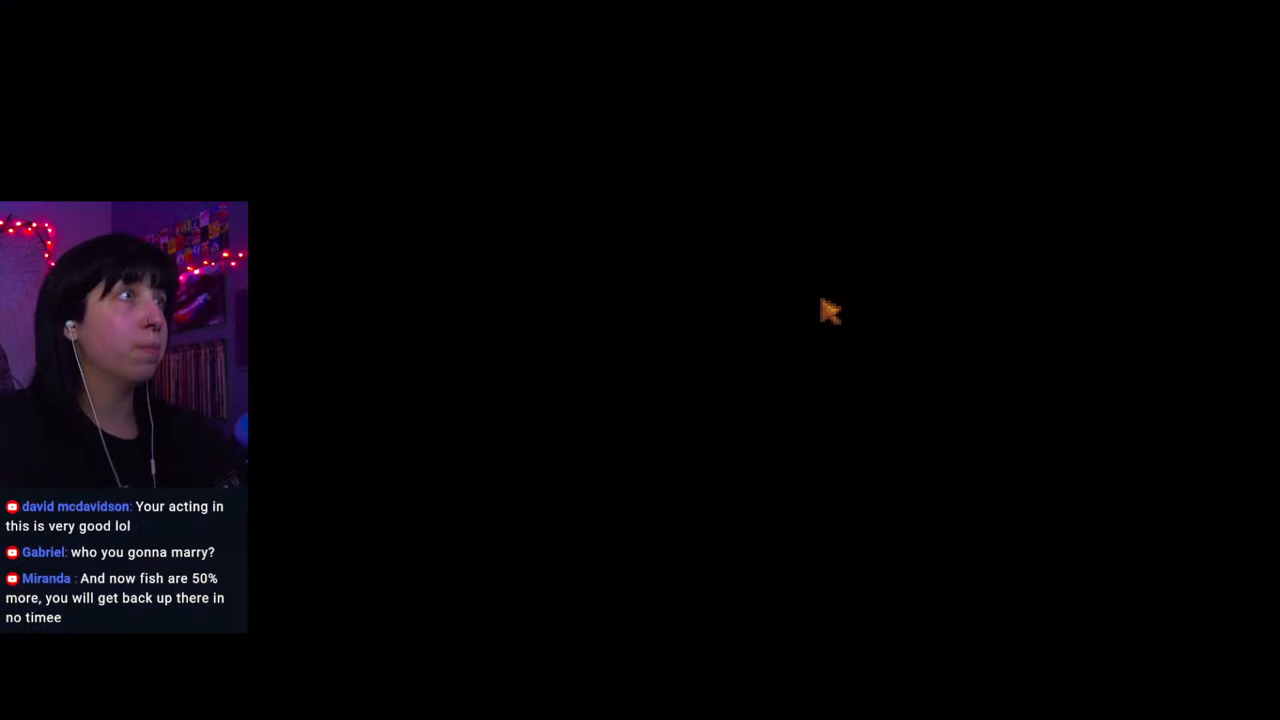 david mcdavidson: Your acting in
this is very good lol
Gabriel: who you gonna marry?
Miranda : And now fish are 50%
more, you will get back up there in
no timee